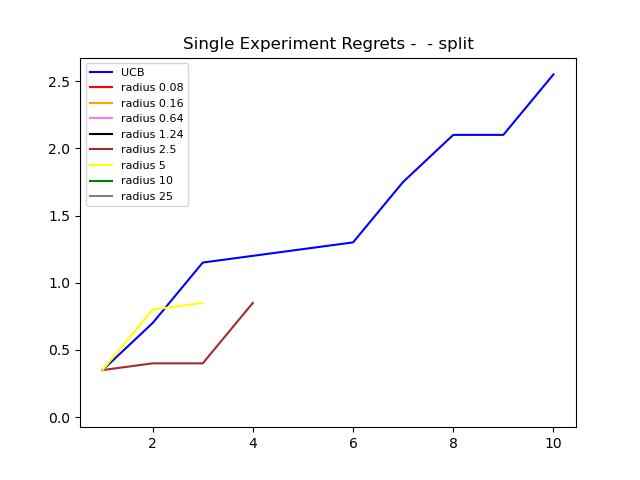 Single Experiment Regrets -  - split
UCB
radius 0.08
radius 0.16
radius 0.64
radius 1.24
radius 2.5
radius 5
radius 10
radius 25
2.5
2.0
1.5
1.0
0.5
0.0
2 4 6 8 10